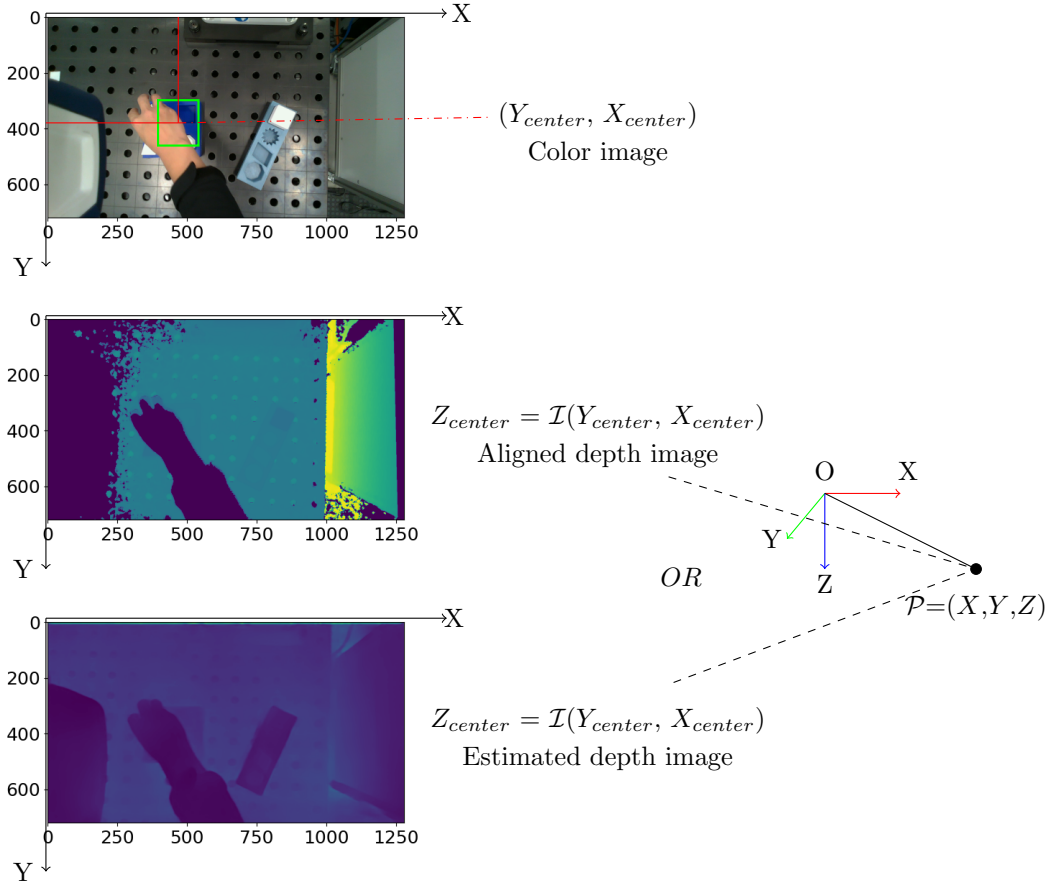 X
0
200
400
600
0 250 500 750 1000 1250
Y
(Y_center, X_center)
Color image
X
0
200
400
600
0 250 500 750 1000 1250
Y
Z_center = ℐ(Y_center, X_center)
Aligned depth image
O
X
Y
Z
OR
𝒫=(X,Y,Z)
X
0
200
400
600
0 250 500 750 1000 1250
Y
Z_center = ℐ(Y_center, X_center)
Estimated depth image